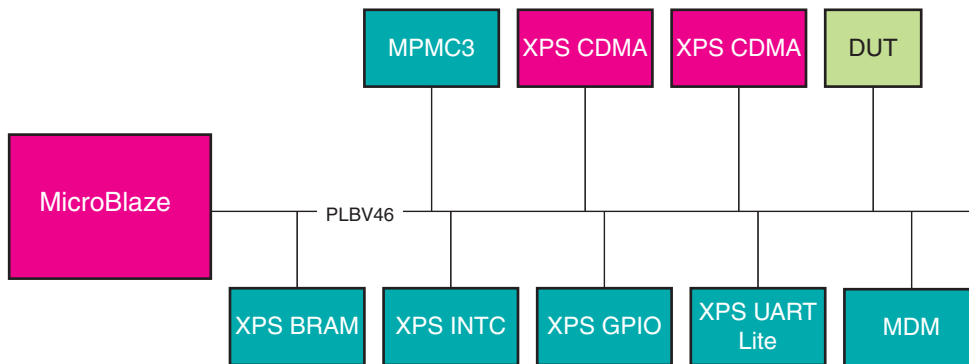 MPMC3
XPS CDMA
XPS CDMA
DUT
MicroBlaze
PLBV46
XPS BRAM
XPS INTC
XPS GPIO
XPS UART
Lite
MDM